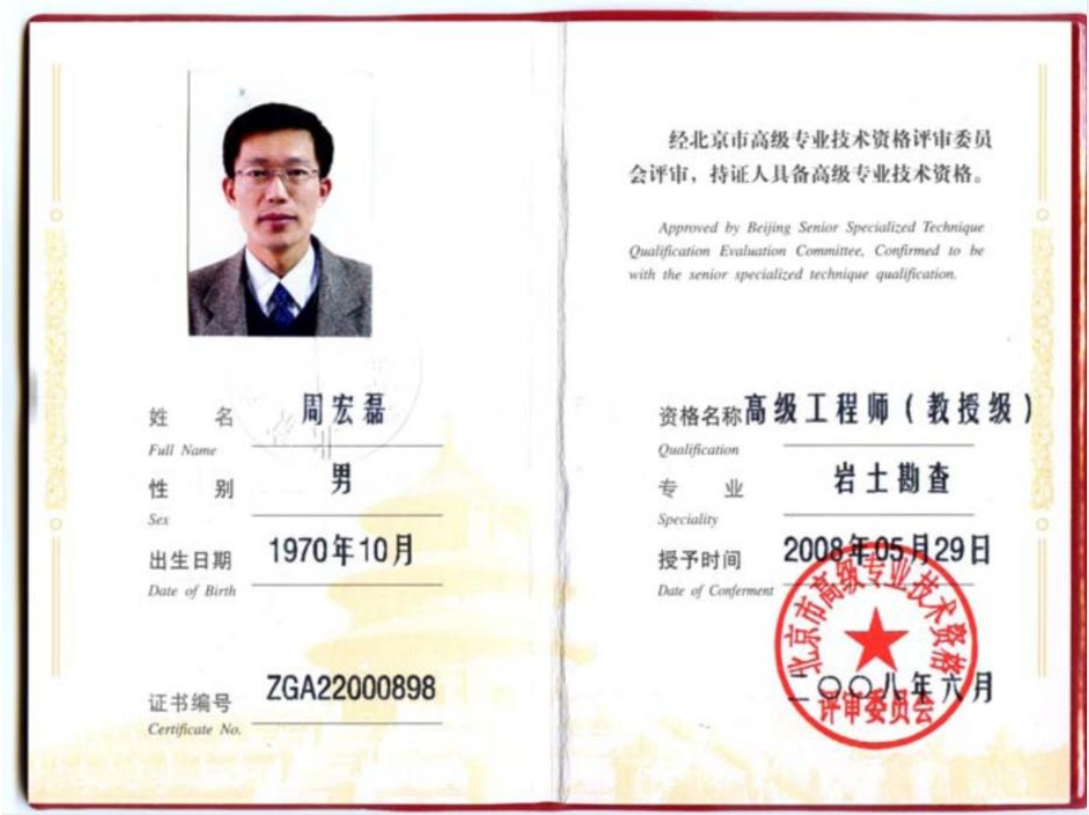 姓 名 周宏磊
Full Name
性 别 男
Sex
出生日期 1970年10月
Date of Birth
证书编号 ZGA22000898
Certificate No.
经北京市高级专业技术资格评审委员
会评审，持证人具备高级专业技术资格。
Approved by Beijing Senior Specialized Technique
Qualification Evaluation Committee, Confirmed to be
with the senior specialized technique qualification.
资格名称 高级工程师（教授级）
Qualification
专 业 岩土勘查
Speciality
授予时间 2008年05月29日
Date of Conferment
北京市高级专业技术资格
评审委员会
二〇〇八年六月